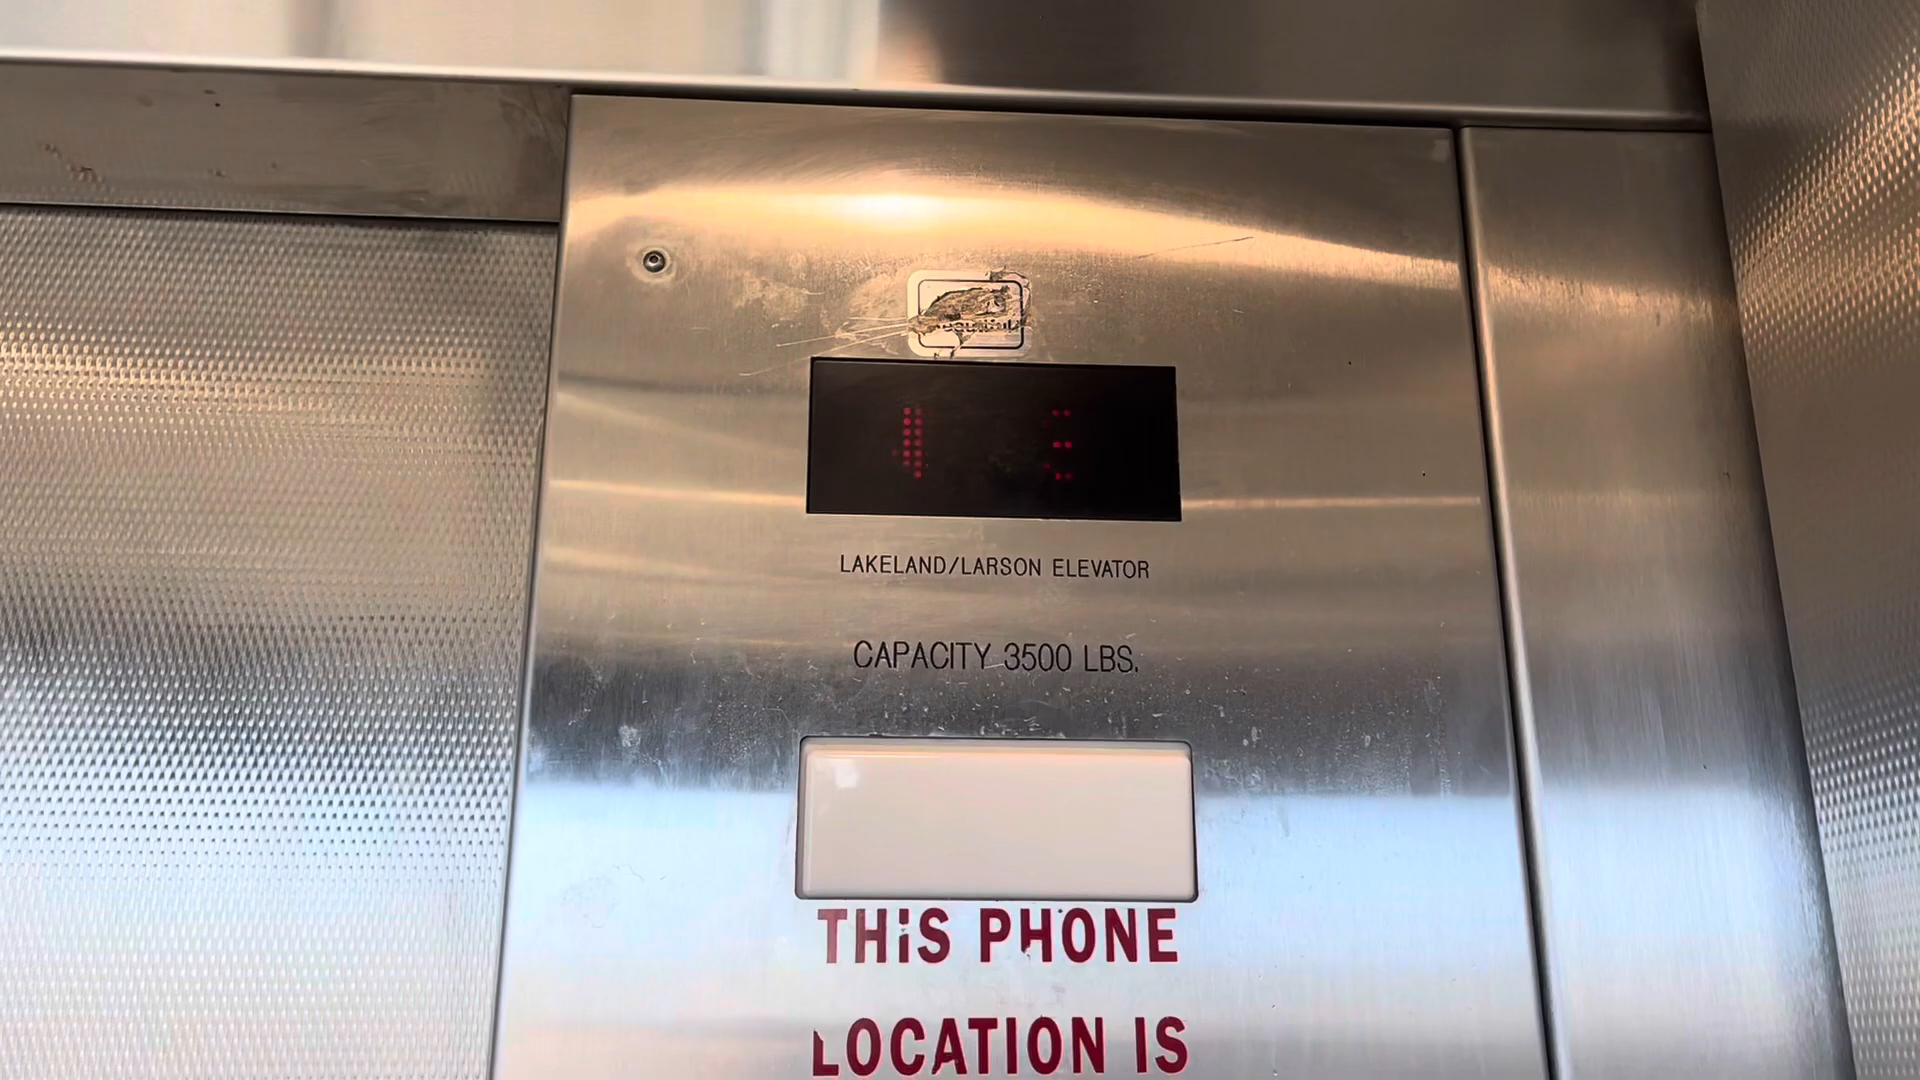 LAKELAND/LARSON ELEVATOR
CAPACITY 3500 LBS.
THiS PHONE
LOCATION IS